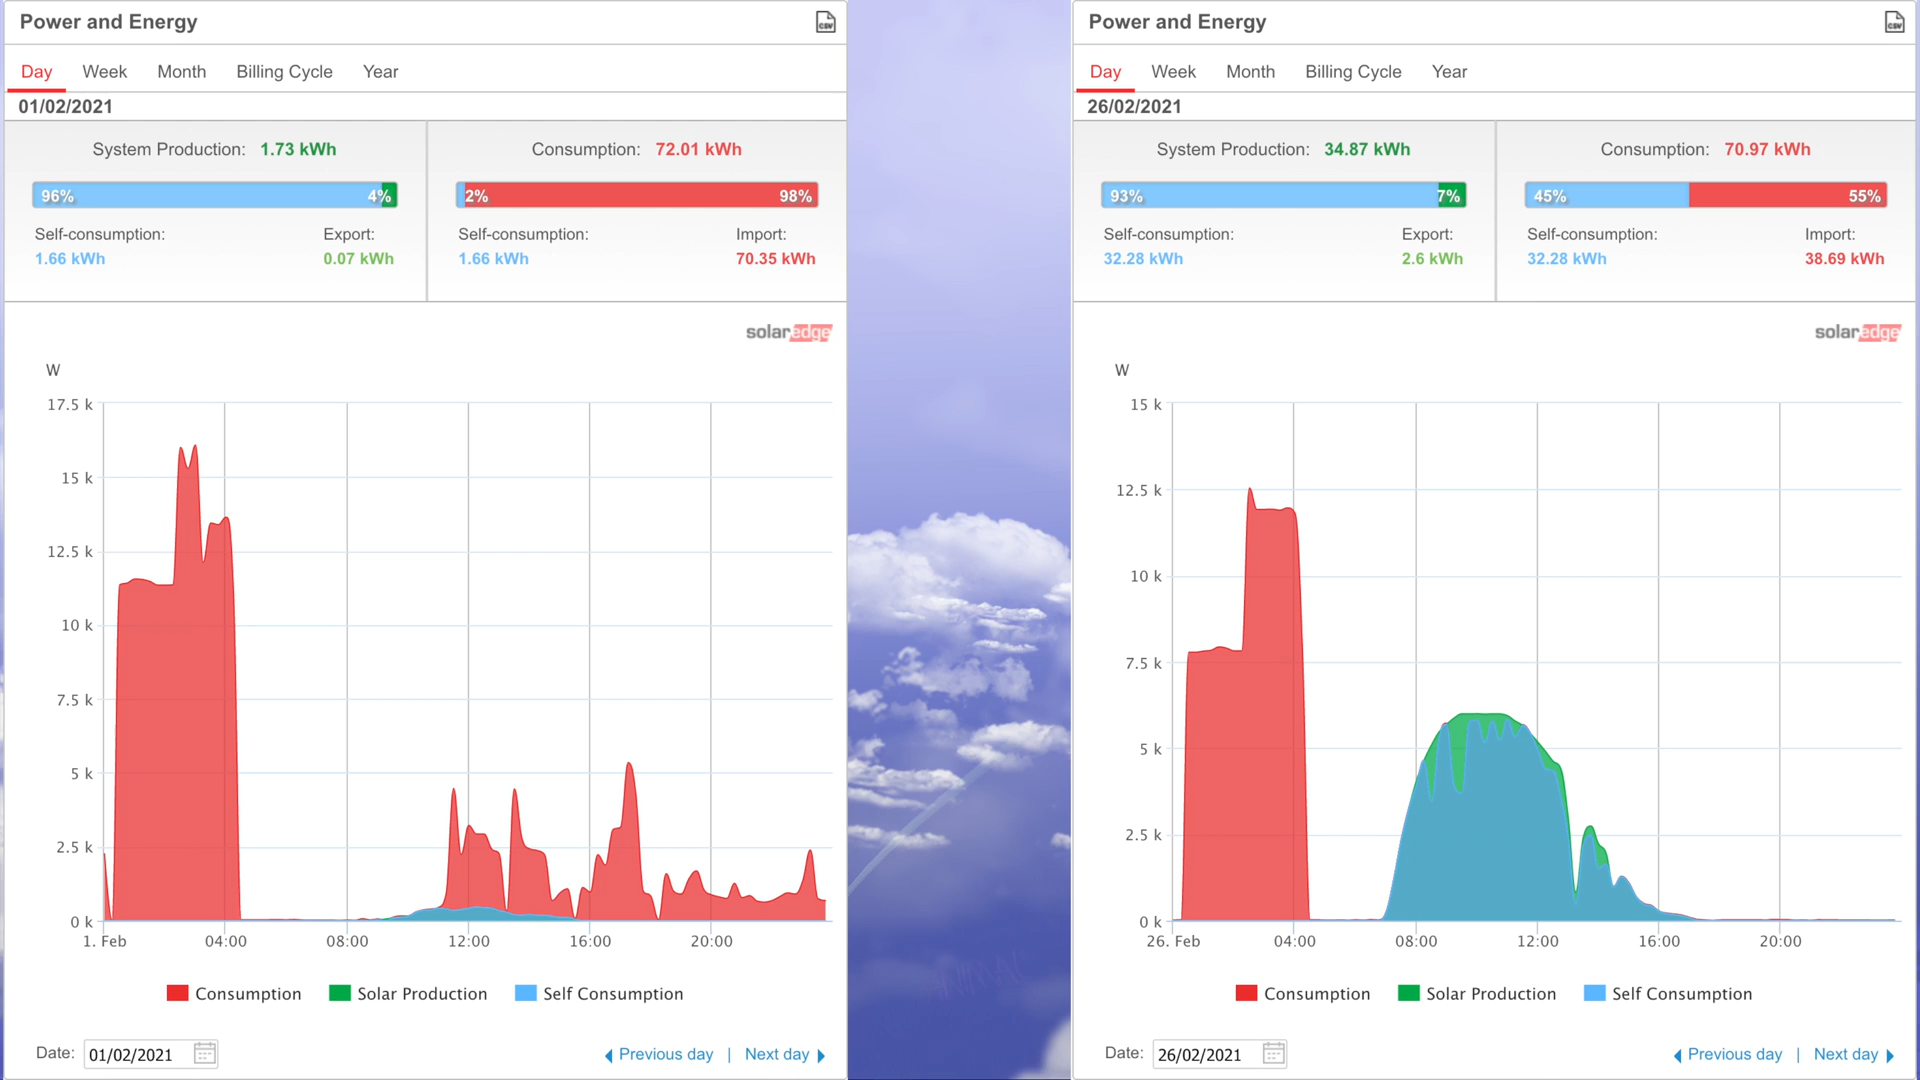 Power and Energy
CSV
Day Week Month Billing Cycle Year
01/02/2021
System Production: 1.73 kWh
96% 4%
Self-consumption: Export:
1.66 kWh 0.07 kWh
Consumption: 72.01 kWh
2% 98%
Self-consumption: Import:
1.66 kWh 70.35 kWh
solaredge
W
17.5 k
15 k
12.5 k
10 k
7.5 k
5 k
2.5 k
0 k
1. Feb 04:00 08:00 12:00 16:00 20:00
Consumption Solar Production Self Consumption
Date: 01/02/2021 Previous day | Next day
Power and Energy
CSV
Day Week Month Billing Cycle Year
26/02/2021
System Production: 34.87 kWh
93% 7%
Self-consumption: Export:
32.28 kWh 2.6 kWh
Consumption: 70.97 kWh
45% 55%
Self-consumption: Import:
32.28 kWh 38.69 kWh
solaredge
W
15 k
12.5 k
10 k
7.5 k
5 k
2.5 k
0 k
26. Feb 04:00 08:00 12:00 16:00 20:00
Consumption Solar Production Self Consumption
Date: 26/02/2021 Previous day | Next day